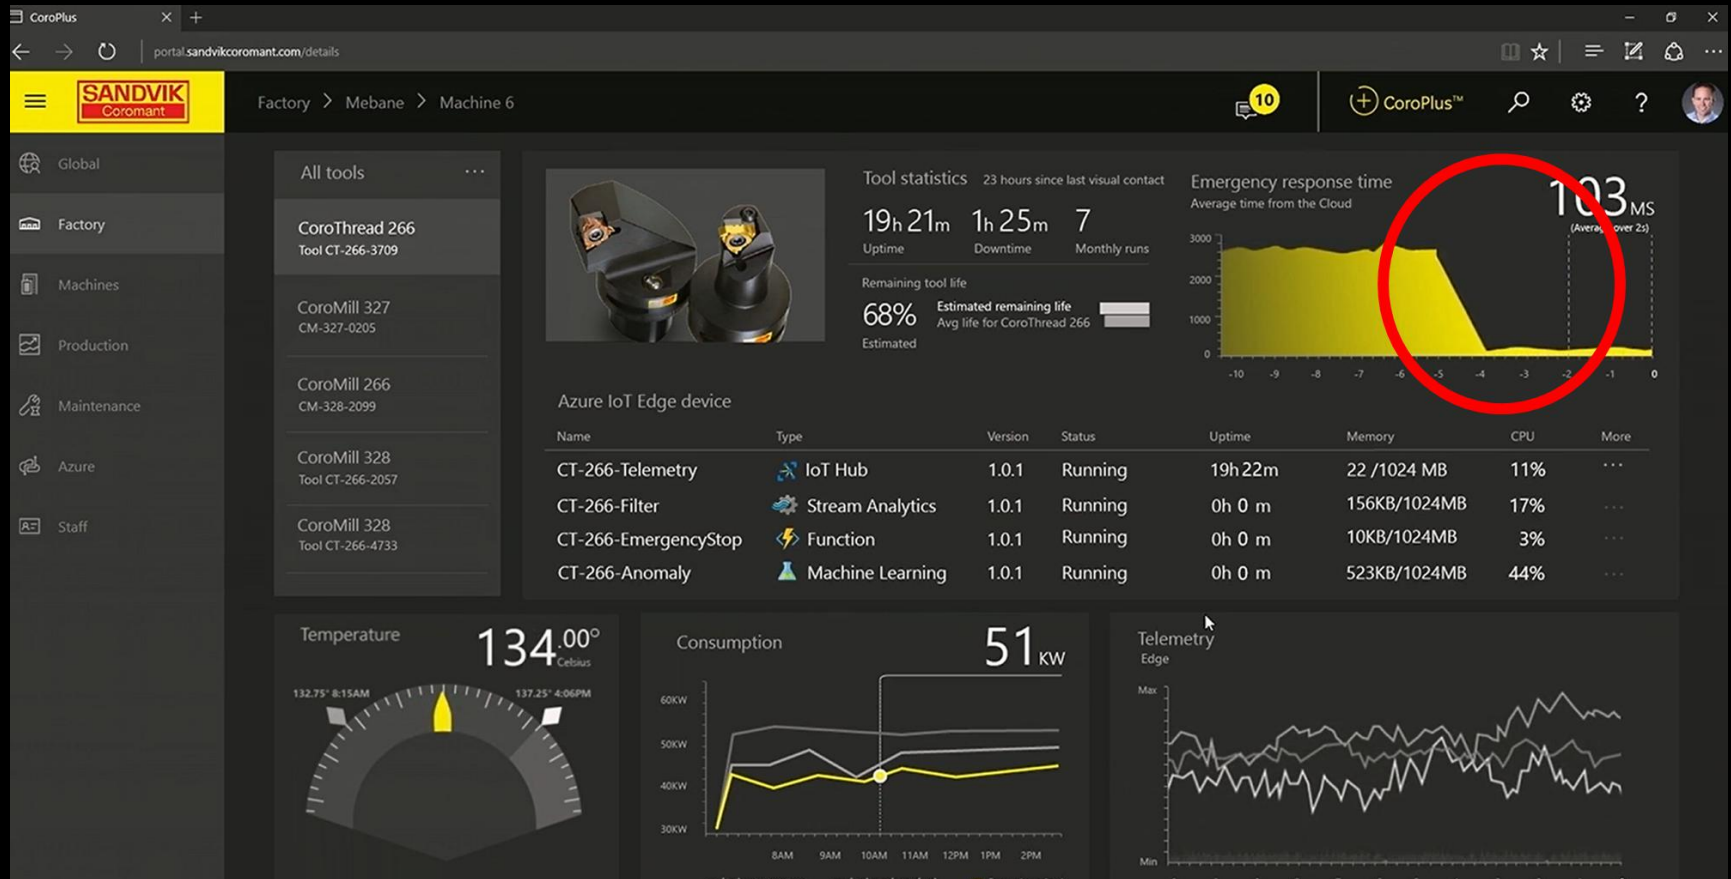 CoroPlus
portal.sandvikcoromant.com/details
SANDVIK
Coromant
Factory > Mebane > Machine 6
10
CoroPlus™
?
Global
Factory
Machines
Production
Maintenance
Azure
Staff
All tools ...
CoroThread 266
Tool CT-266-3709
CoroMill 327
CM-327-0205
CoroMill 266
CM-328-2099
CoroMill 328
Tool CT-266-2057
CoroMill 328
Tool CT-266-4733
Tool statistics 23 hours since last visual contact
19h 21m 1h 25m 7
Uptime Downtime Monthly runs
Remaining tool life
68% Estimated remaining life
Avg life for CoroThread 266
Estimated
Emergency response time
Average time from the Cloud
103 MS
(Average over 2s)
3000
2000
1000
0
-10 -9 -8 -7 -6 -5 -4 -3 -2 -1 0
Azure IoT Edge device
Name Type Version Status Uptime Memory CPU More
CT-266-Telemetry IoT Hub 1.0.1 Running 19h 22m 22 /1024 MB 11% ...
CT-266-Filter Stream Analytics 1.0.1 Running 0h 0 m 156KB/1024MB 17% ...
CT-266-EmergencyStop Function 1.0.1 Running 0h 0 m 10KB/1024MB 3% ...
CT-266-Anomaly Machine Learning 1.0.1 Running 0h 0 m 523KB/1024MB 44% ...
Temperature 134.00°
Celsius
132.75° 8:15AM 137.25° 4:06PM
Consumption 51 KW
60KW
50KW
40KW
30KW
8AM 9AM 10AM 11AM 12PM 1PM 2PM
Telemetry
Edge
Max
Min